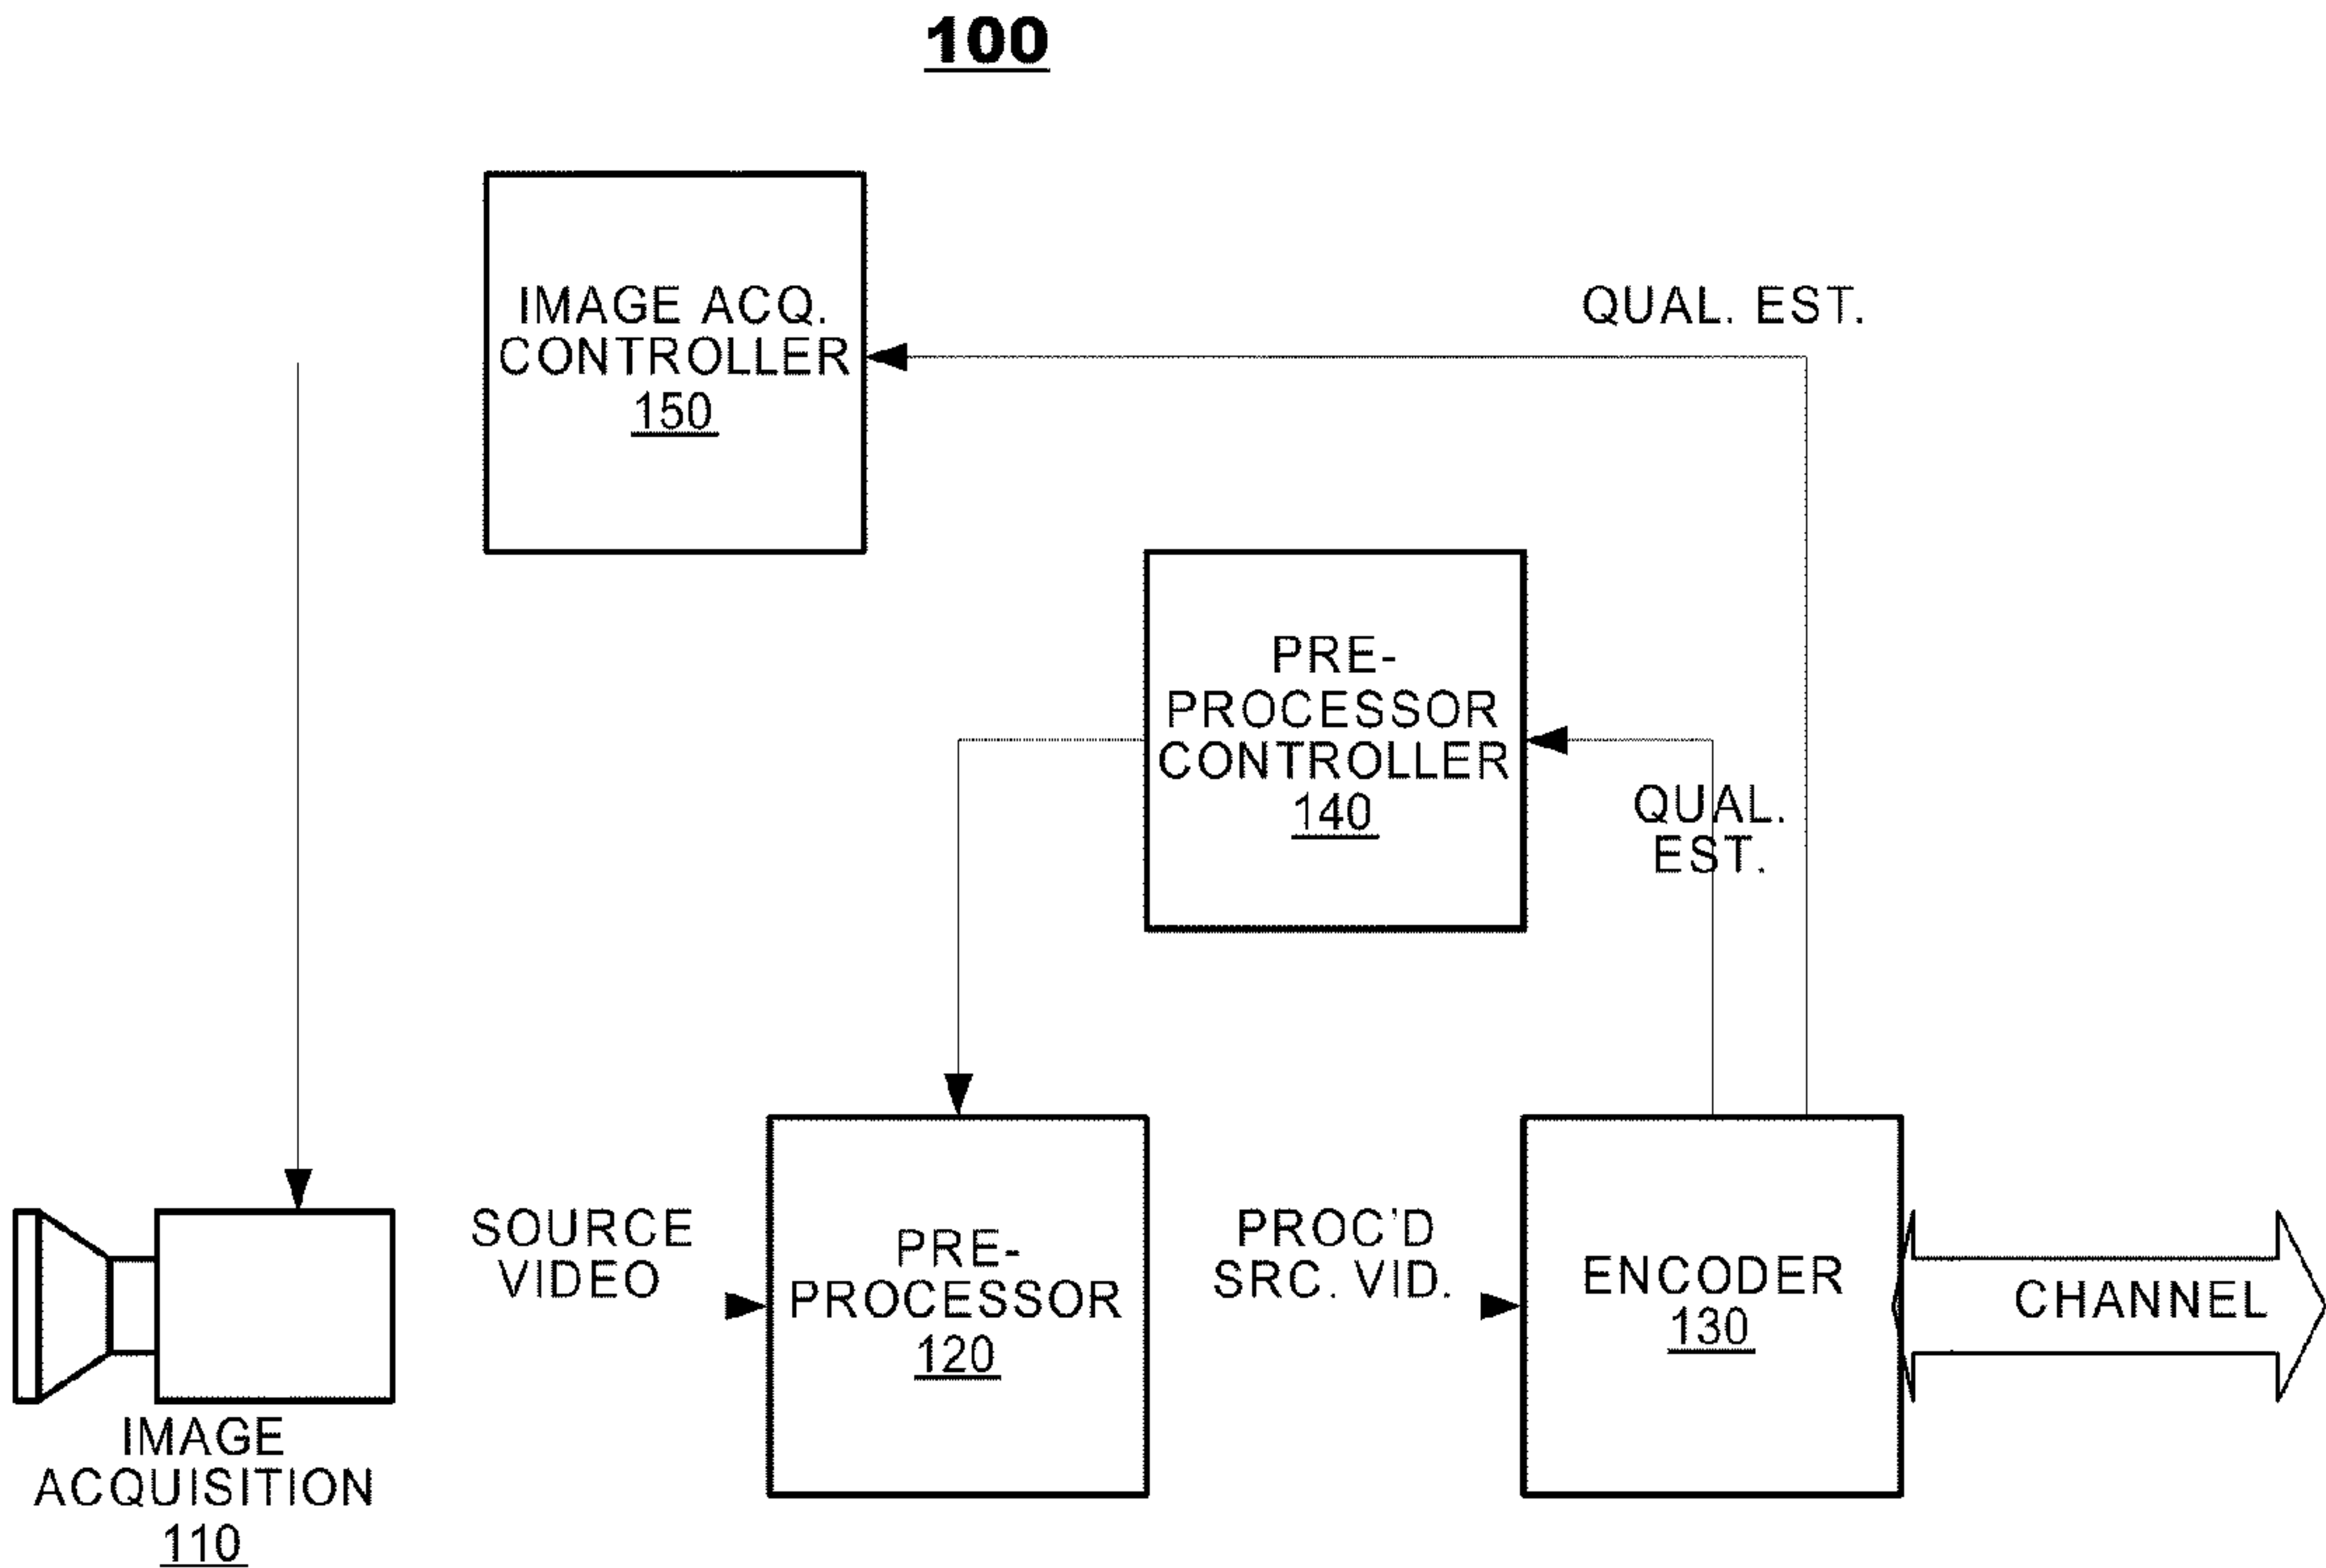 100
IMAGE ACQ.
CONTROLLER
150
QUAL. EST.
PRE-
PROCESSOR
CONTROLLER
140
QUAL.
EST.
SOURCE
VIDEO
PRE-
PROCESSOR
120
PROC'D
SRC. VID.
ENCODER
130
CHANNEL
IMAGE
ACQUISITION
110